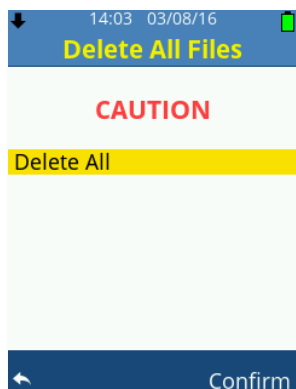 14:03 03/08/16
Delete All Files
CAUTION
Delete All
Confirm